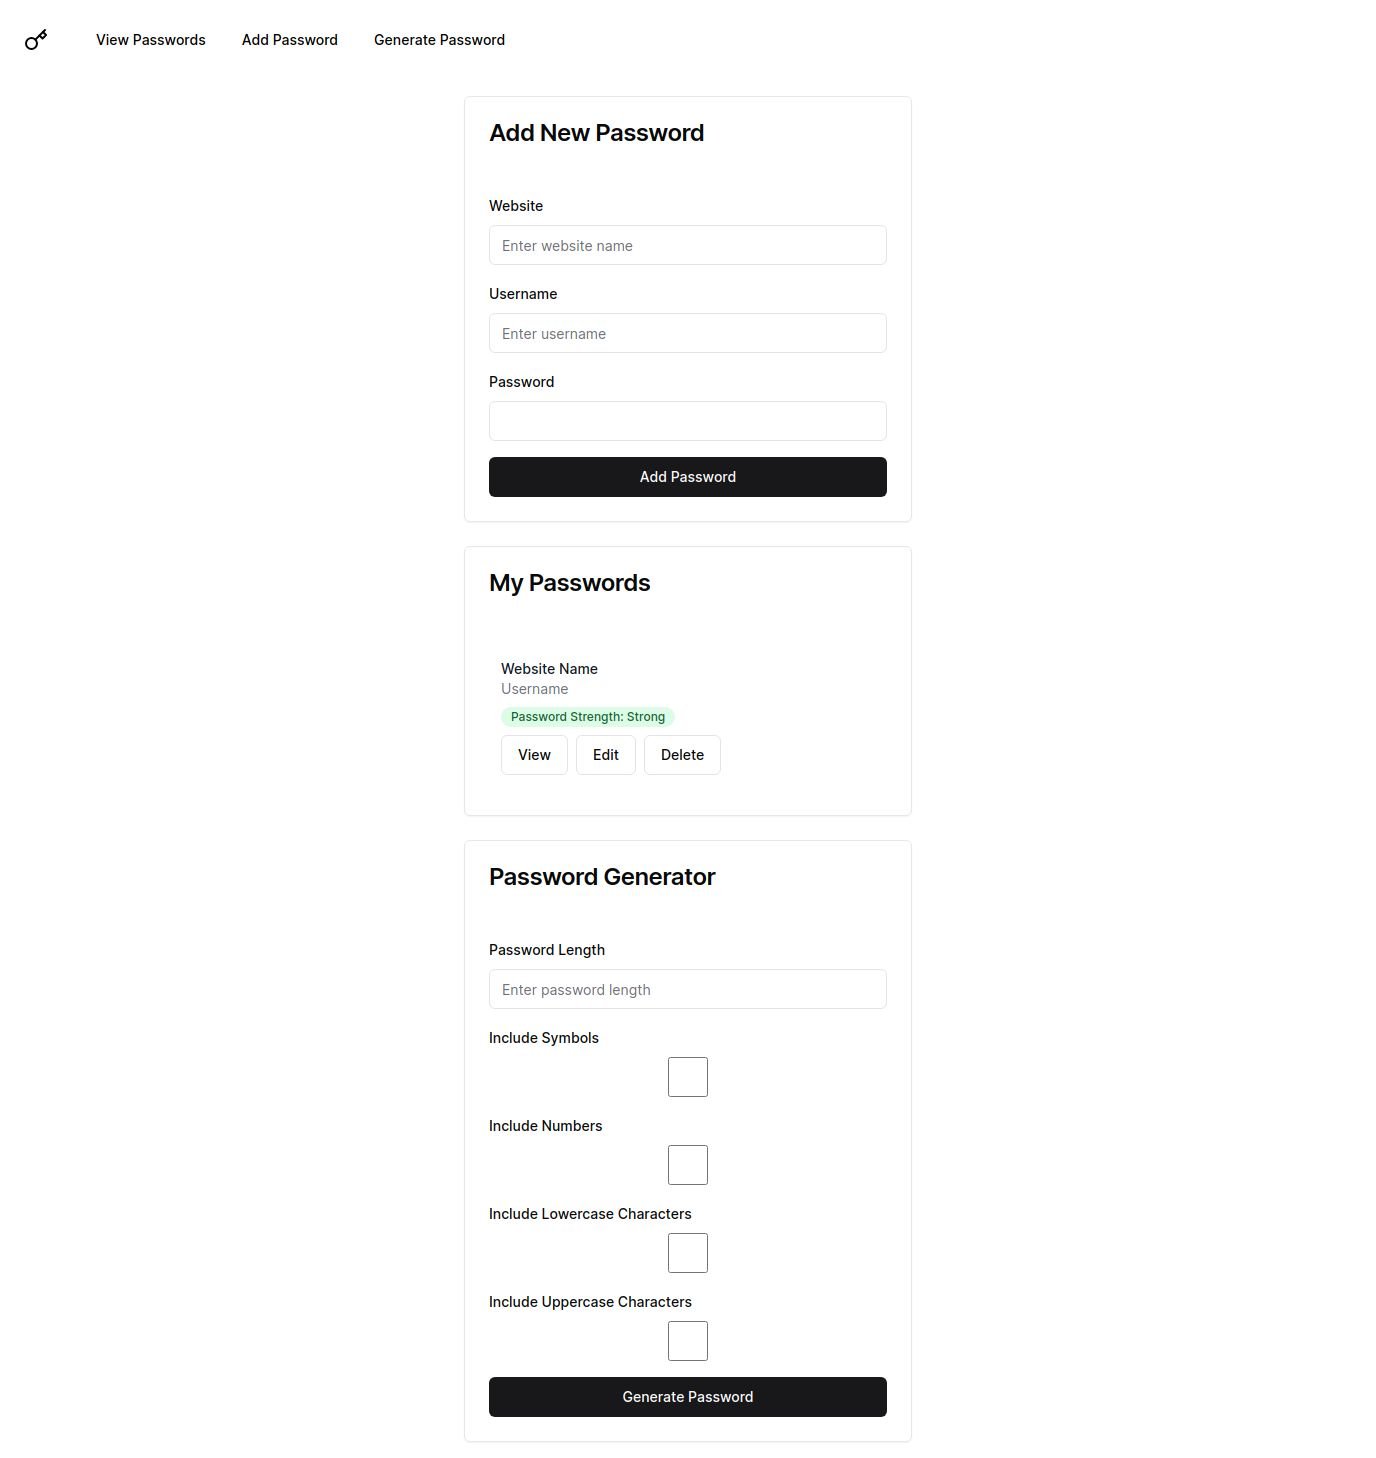 View Passwords Add Password Generate Password
Add New Password
Website
Enter website name
Username
Enter username
Password
Add Password
My Passwords
Website Name
Username
Password Strength: Strong
View Edit Delete
Password Generator
Password Length
Enter password length
Include Symbols
Include Numbers
Include Lowercase Characters
Include Uppercase Characters
Generate Password